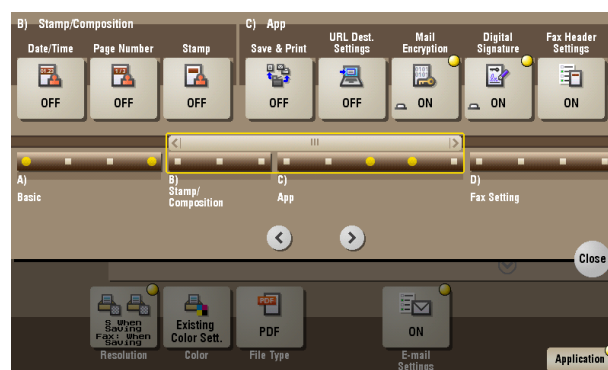 B) Stamp/Composition
C) App
Date/Time
Page Number
Stamp
Save & Print
URL Dest.
Settings
Mail
Encryption
Digital
Signature
Fax Header
Settings
OFF
OFF
OFF
OFF
OFF
ON
ON
ON
A)
Basic
B)
Stamp/
Composition
C)
App
D)
Fax Setting
Close
S When
Saving
Fax: When
Saving
Existing
Color Sett.
PDF
PDF
ON
Resolution
Color
File Type
E-mail
Settings
Application